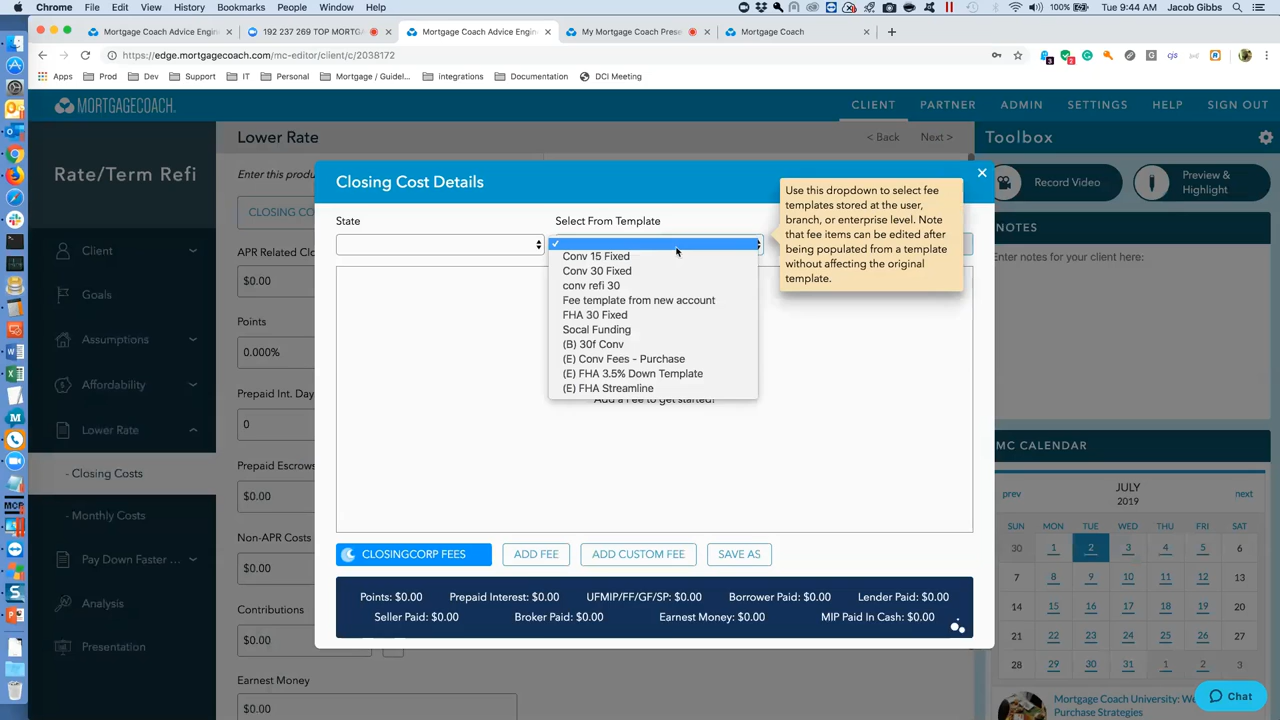 Chrome File Edit View History Bookmarks People Window Help 100% Tue 9:44 AM Jacob Gibbs
Mortgage Coach Advice Engin
192 237 269 TOP MORTG
Mortgage Coach Advice Engin
My Mortgage Coach Prese
Mortgage Coach
https://edge.mortgagecoach.com/mc-editor/client/c/2038172
Apps Prod Dev Support IT Personal Mortgage / Guidel... integrations Documentation DCI Meeting
MORTGAGECOACH
CLIENT PARTNER ADMIN SETTINGS HELP SIGN OUT
Rate/Term Refi
Client
Goals
Assumptions
Affordability
Lower Rate
- Closing Costs
- Monthly Costs
Pay Down Faster ...
Analysis
Presentation
Lower Rate
< Back Next >
Enter this produ
CLOSING CO
APR Related Clo
$0.00
Points
0.000%
Prepaid Int. Day
0
Prepaid Escrows
$0.00
Non-APR Costs
$0.00
Contributions
$0.00
Earnest Money
$0.00
Closing Cost Details
State
Select From Template
✓
Conv 15 Fixed
Conv 30 Fixed
conv refi 30
Fee template from new account
FHA 30 Fixed
Socal Funding
(B) 30f Conv
(E) Conv Fees - Purchase
(E) FHA 3.5% Down Template
(E) FHA Streamline
Add a Fee to get started!
Use this dropdown to select fee
templates stored at the user,
branch, or enterprise level. Note
that fee items can be edited after
being populated from a template
without affecting the original
template.
CLOSINGCORP FEES ADD FEE ADD CUSTOM FEE SAVE AS
Points: $0.00 Prepaid Interest: $0.00 UFMIP/FF/GF/SP: $0.00 Borrower Paid: $0.00 Lender Paid: $0.00
Seller Paid: $0.00 Broker Paid: $0.00 Earnest Money: $0.00 MIP Paid In Cash: $0.00
Toolbox
Record Video
Preview &
Highlight
NOTES
Enter notes for your client here:
MC CALENDAR
prev JULY next
2019
SUN MON TUE WED THU FRI SAT
30 1 2 3 4 5 6
7 8 9 10 11 12 13
14 15 16 17 18 19 20
21 22 23 24 25 26 27
28 29 30 31 1 2 3
Mortgage Coach University: We
Purchase Strategies
Chat